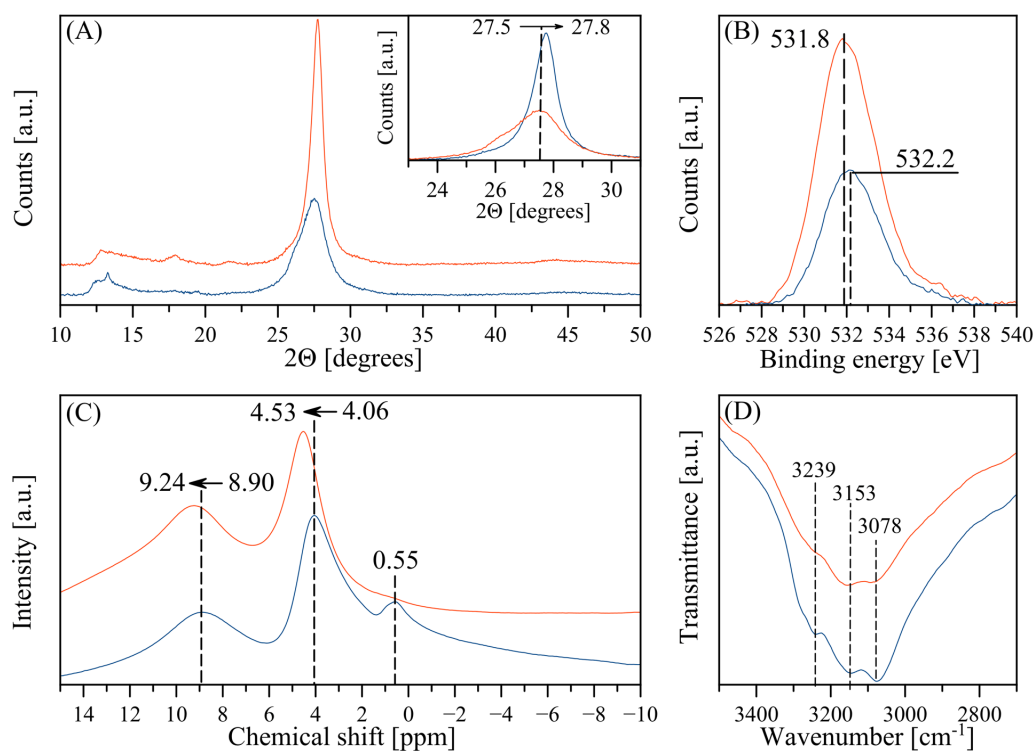 (A)
Counts [a.u.]
10 15 20 25 30 35 40 45 50
2Θ [degrees]
27.5 27.8
Counts [a.u.]
24 26 28 30
2Θ [degrees]
(B)
531.8
532.2
Counts [a.u.]
526 528 530 532 534 536 538 540
Binding energy [eV]
(C)
4.53 4.06
9.24 8.90
0.55
Intensity [a.u.]
14 12 10 8 6 4 2 0 −2 −4 −6 −8 −10
Chemical shift [ppm]
(D)
3239
3153
3078
Transmittance [a.u.]
3400 3200 3000 2800
Wavenumber [cm⁻¹]